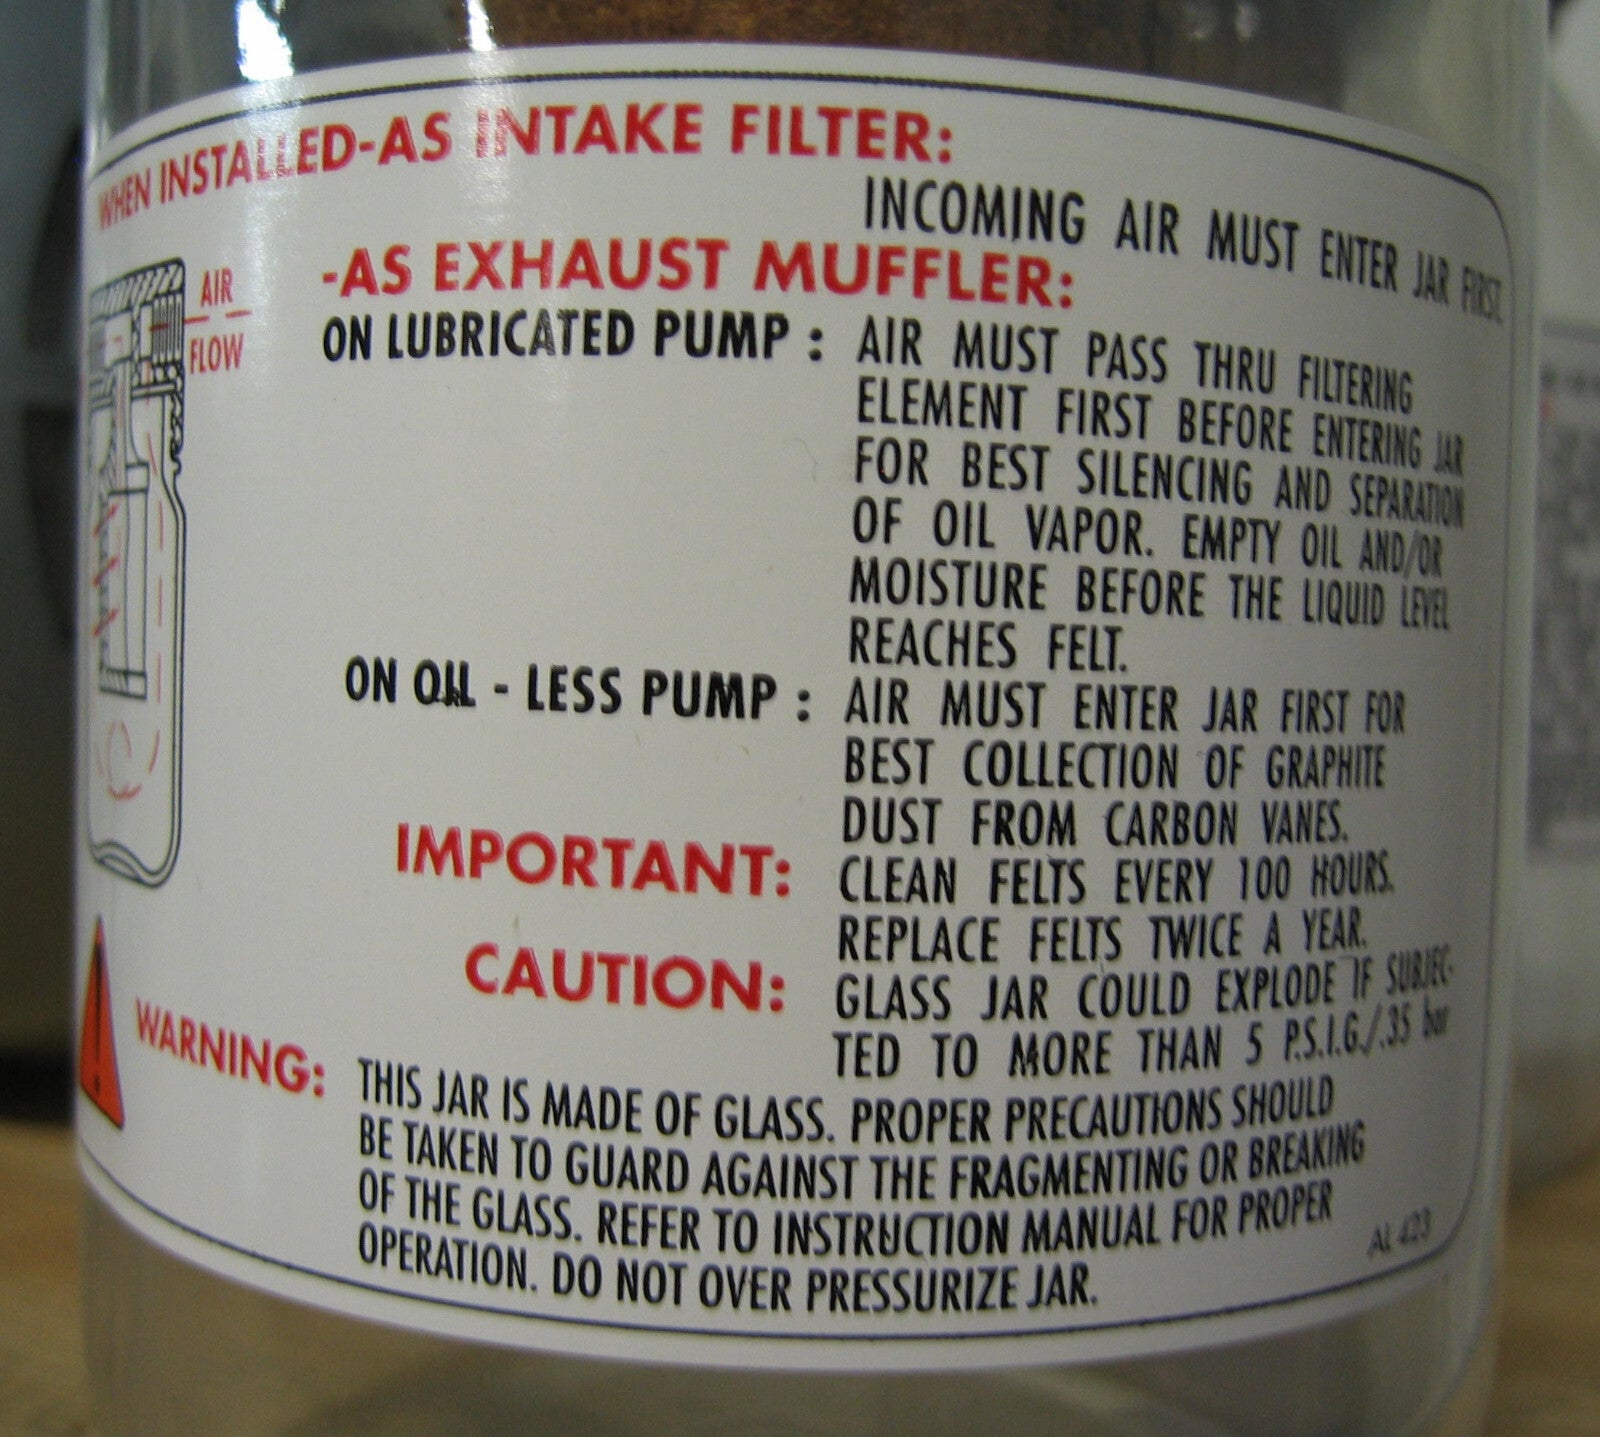 WHEN INSTALLED-AS INTAKE FILTER:
INCOMING AIR MUST ENTER JAR FIRST.
-AS EXHAUST MUFFLER:
AIR
FLOW
ON LUBRICATED PUMP : AIR MUST PASS THRU FILTERING
ELEMENT FIRST BEFORE ENTERING JAR
FOR BEST SILENCING AND SEPARATION
OF OIL VAPOR. EMPTY OIL AND/OR
MOISTURE BEFORE THE LIQUID LEVEL
REACHES FELT.
ON OIL - LESS PUMP : AIR MUST ENTER JAR FIRST FOR
BEST COLLECTION OF GRAPHITE
DUST FROM CARBON VANES.
IMPORTANT: CLEAN FELTS EVERY 100 HOURS.
REPLACE FELTS TWICE A YEAR.
CAUTION: GLASS JAR COULD EXPLODE IF SUBJEC-
TED TO MORE THAN 5 P.S.I.G./.35 bar
WARNING: THIS JAR IS MADE OF GLASS. PROPER PRECAUTIONS SHOULD
BE TAKEN TO GUARD AGAINST THE FRAGMENTING OR BREAKING
OF THE GLASS. REFER TO INSTRUCTION MANUAL FOR PROPER
OPERATION. DO NOT OVER PRESSURIZE JAR.
AL 423